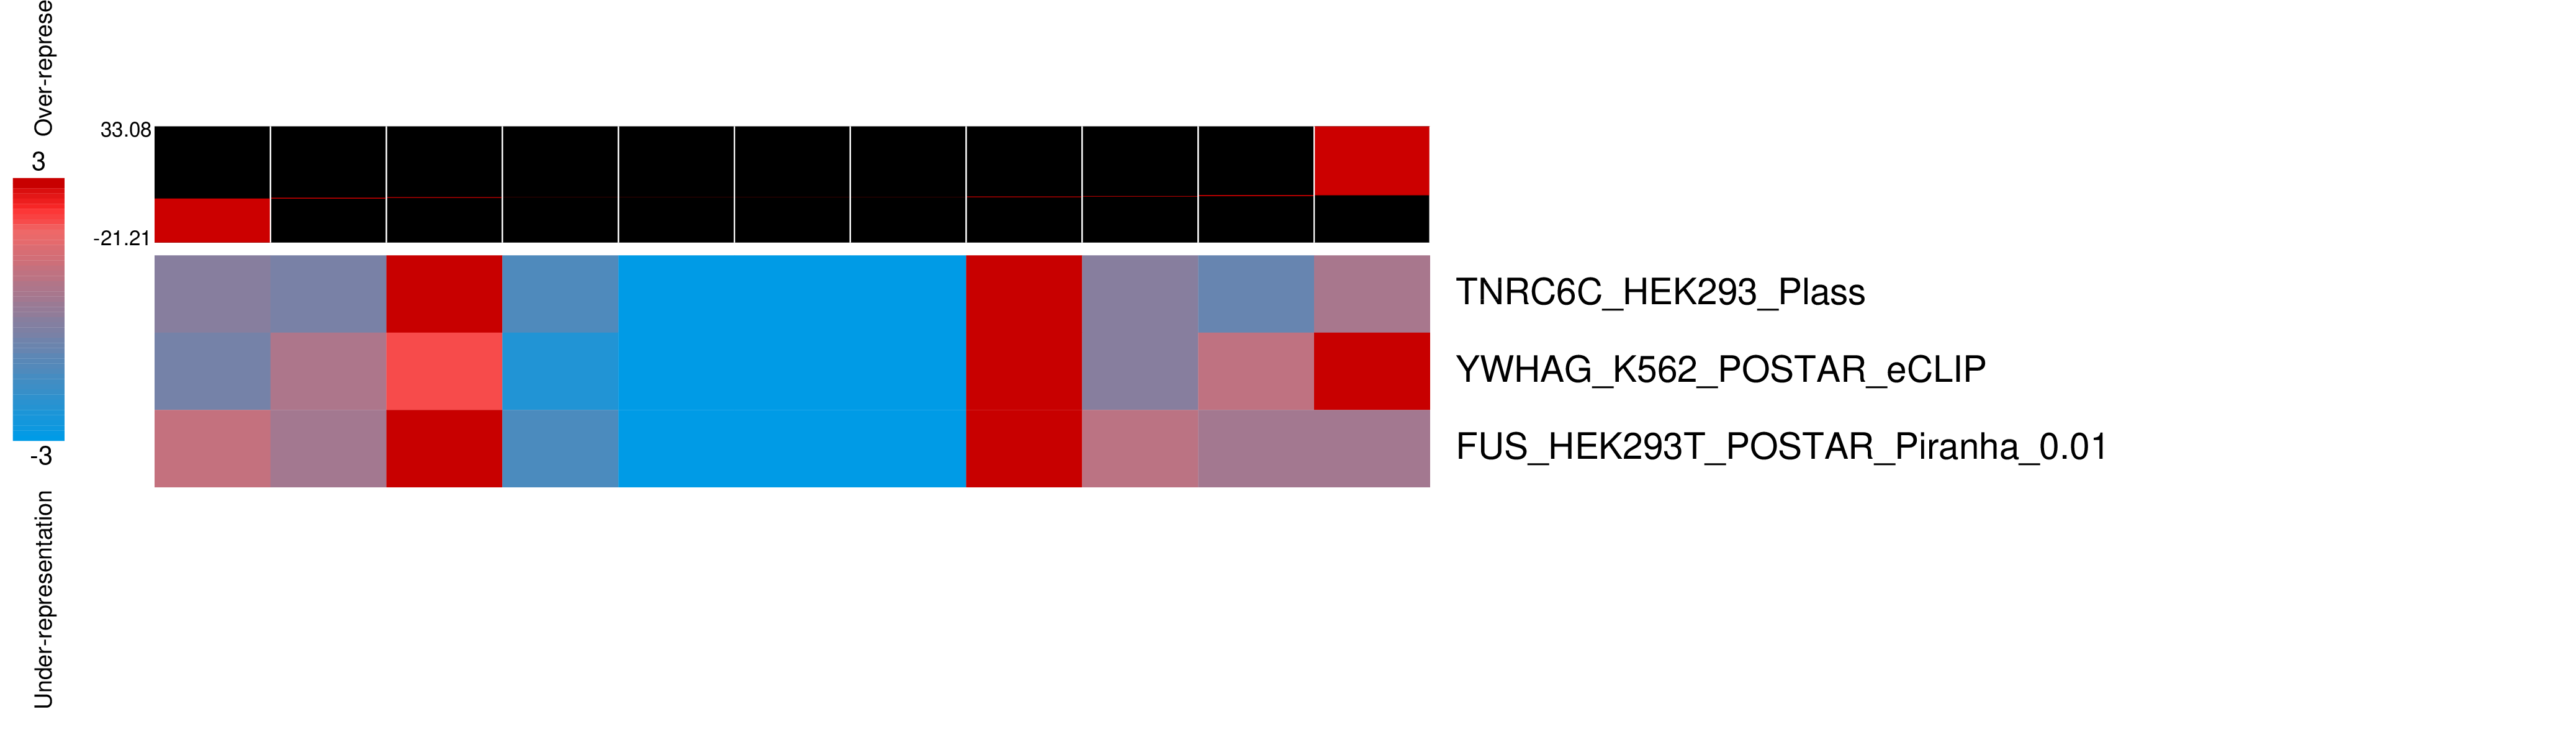 Over-represe
33.08
3
-21.21
-3
Under-representation
TNRC6C_HEK293_Plass
YWHAG_K562_POSTAR_eCLIP
FUS_HEK293T_POSTAR_Piranha_0.01